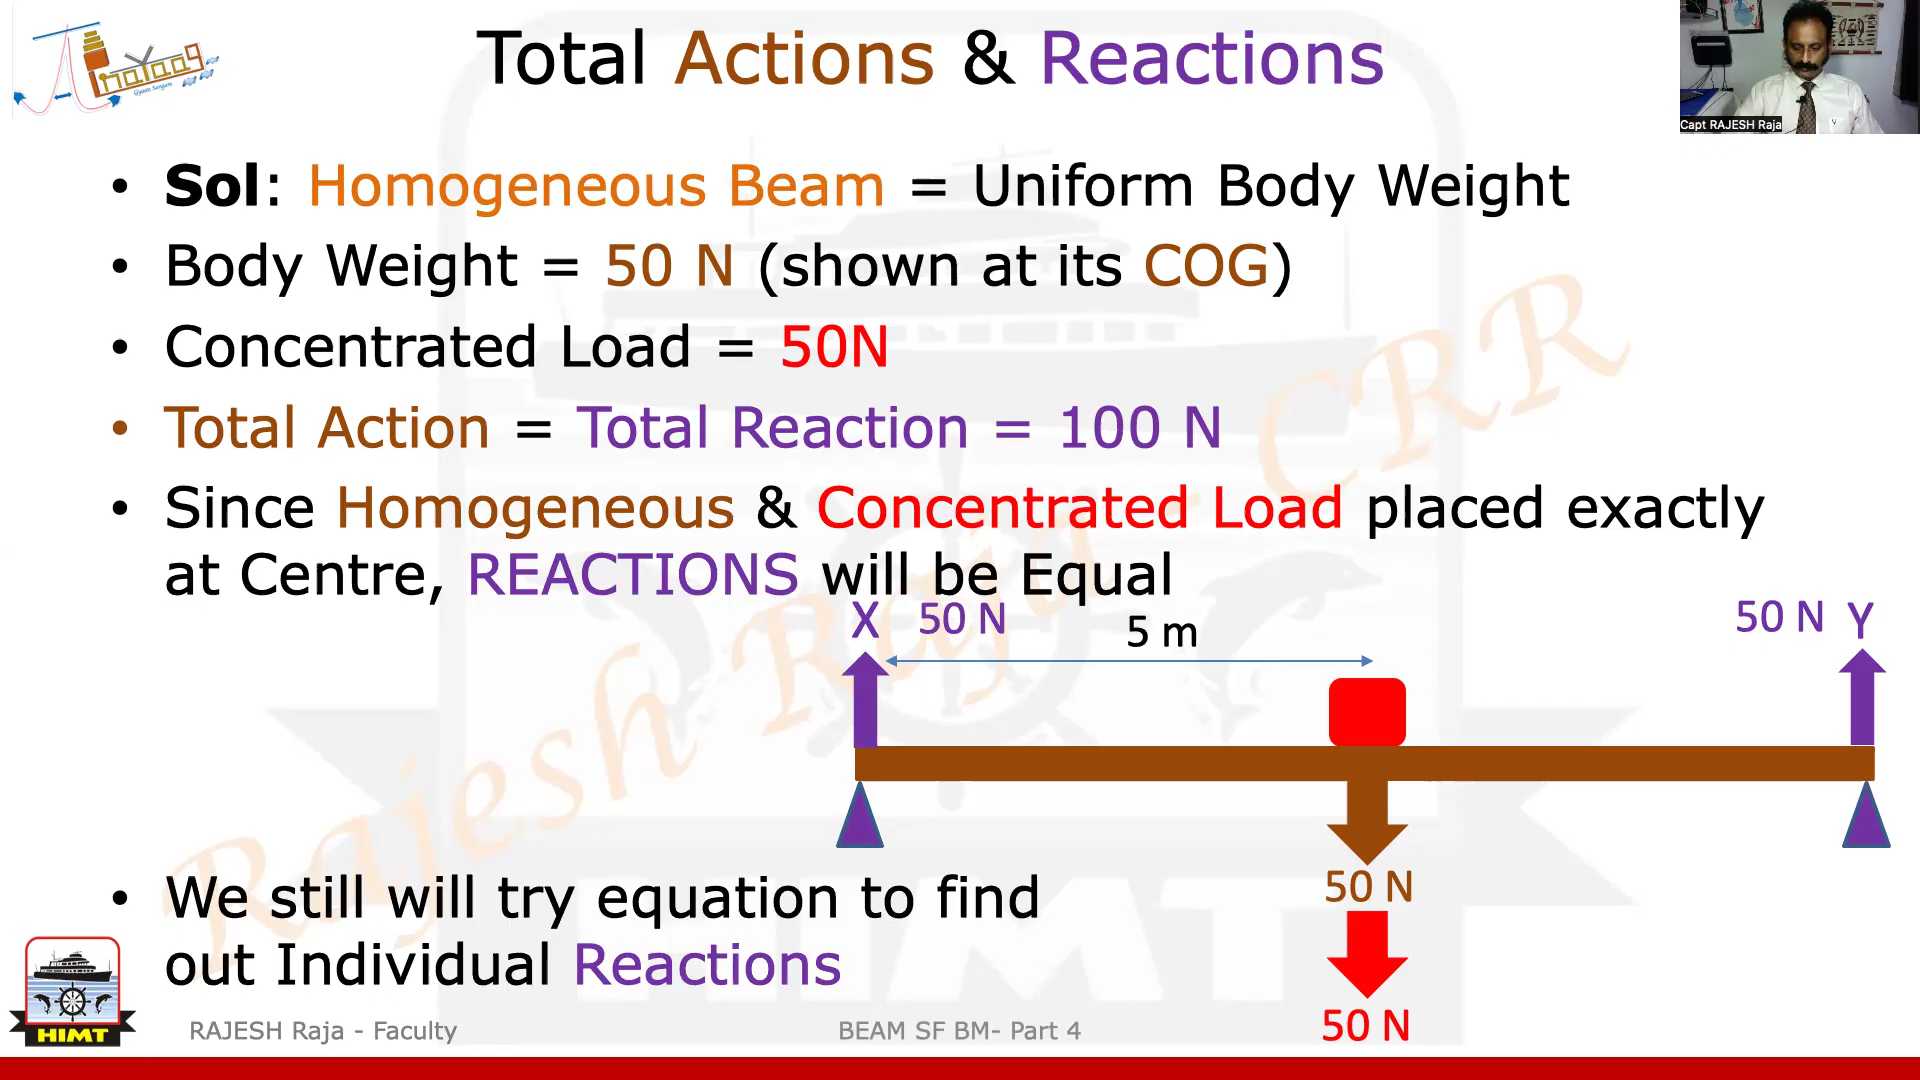 Total Actions & Reactions
Gyaan Sangam
Capt RAJESH Raja
• Sol: Homogeneous Beam = Uniform Body Weight
• Body Weight = 50 N (shown at its COG)
• Concentrated Load = 50N
• Total Action = Total Reaction = 100 N
• Since Homogeneous & Concentrated Load placed exactly
at Centre, REACTIONS will be Equal
X 50 N
5 m
50 N Y
50 N
50 N
• We still will try equation to find
out Individual Reactions
Rajesh Raja - CRR
HIMT
HIMT
RAJESH Raja - Faculty
BEAM SF BM- Part 4